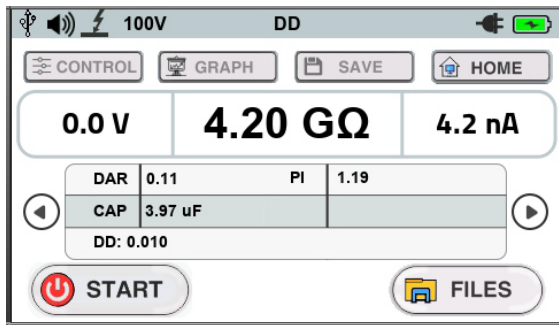 100V DD
CONTROL GRAPH SAVE HOME
0.0 V 4.20 GΩ 4.2 nA
DAR 0.11 PI 1.19
CAP 3.97 uF
DD: 0.010
START FILES